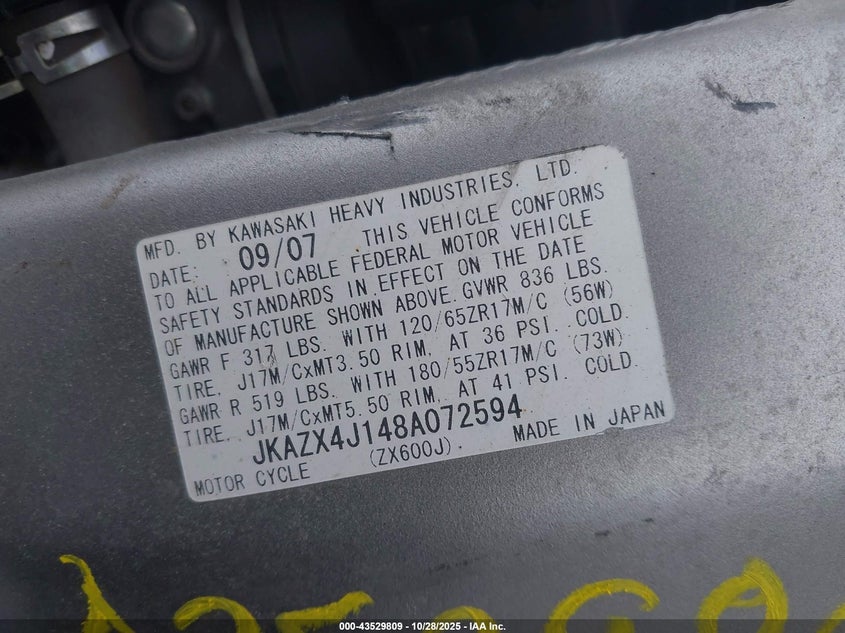 MFD. BY KAWASAKI HEAVY INDUSTRIES, LTD.
DATE: 09/07 THIS VEHICLE CONFORMS
TO ALL APPLICABLE FEDERAL MOTOR VEHICLE
SAFETY STANDARDS IN EFFECT ON THE DATE
OF MANUFACTURE SHOWN ABOVE. GVWR 836 LBS.
GAWR F 317 LBS. WITH 120/65ZR17M/C (56W)
TIRE, J17M/CxMT3.50 RIM, AT 36 PSI. COLD.
GAWR R 519 LBS. WITH 180/55ZR17M/C (73W)
TIRE, J17M/CxMT5.50 RIM, AT 41 PSI. COLD.
JKAZX4J148A072594
MOTOR CYCLE (ZX600J). MADE IN JAPAN
000-43529809 - 10/28/2025 - IAA Inc.